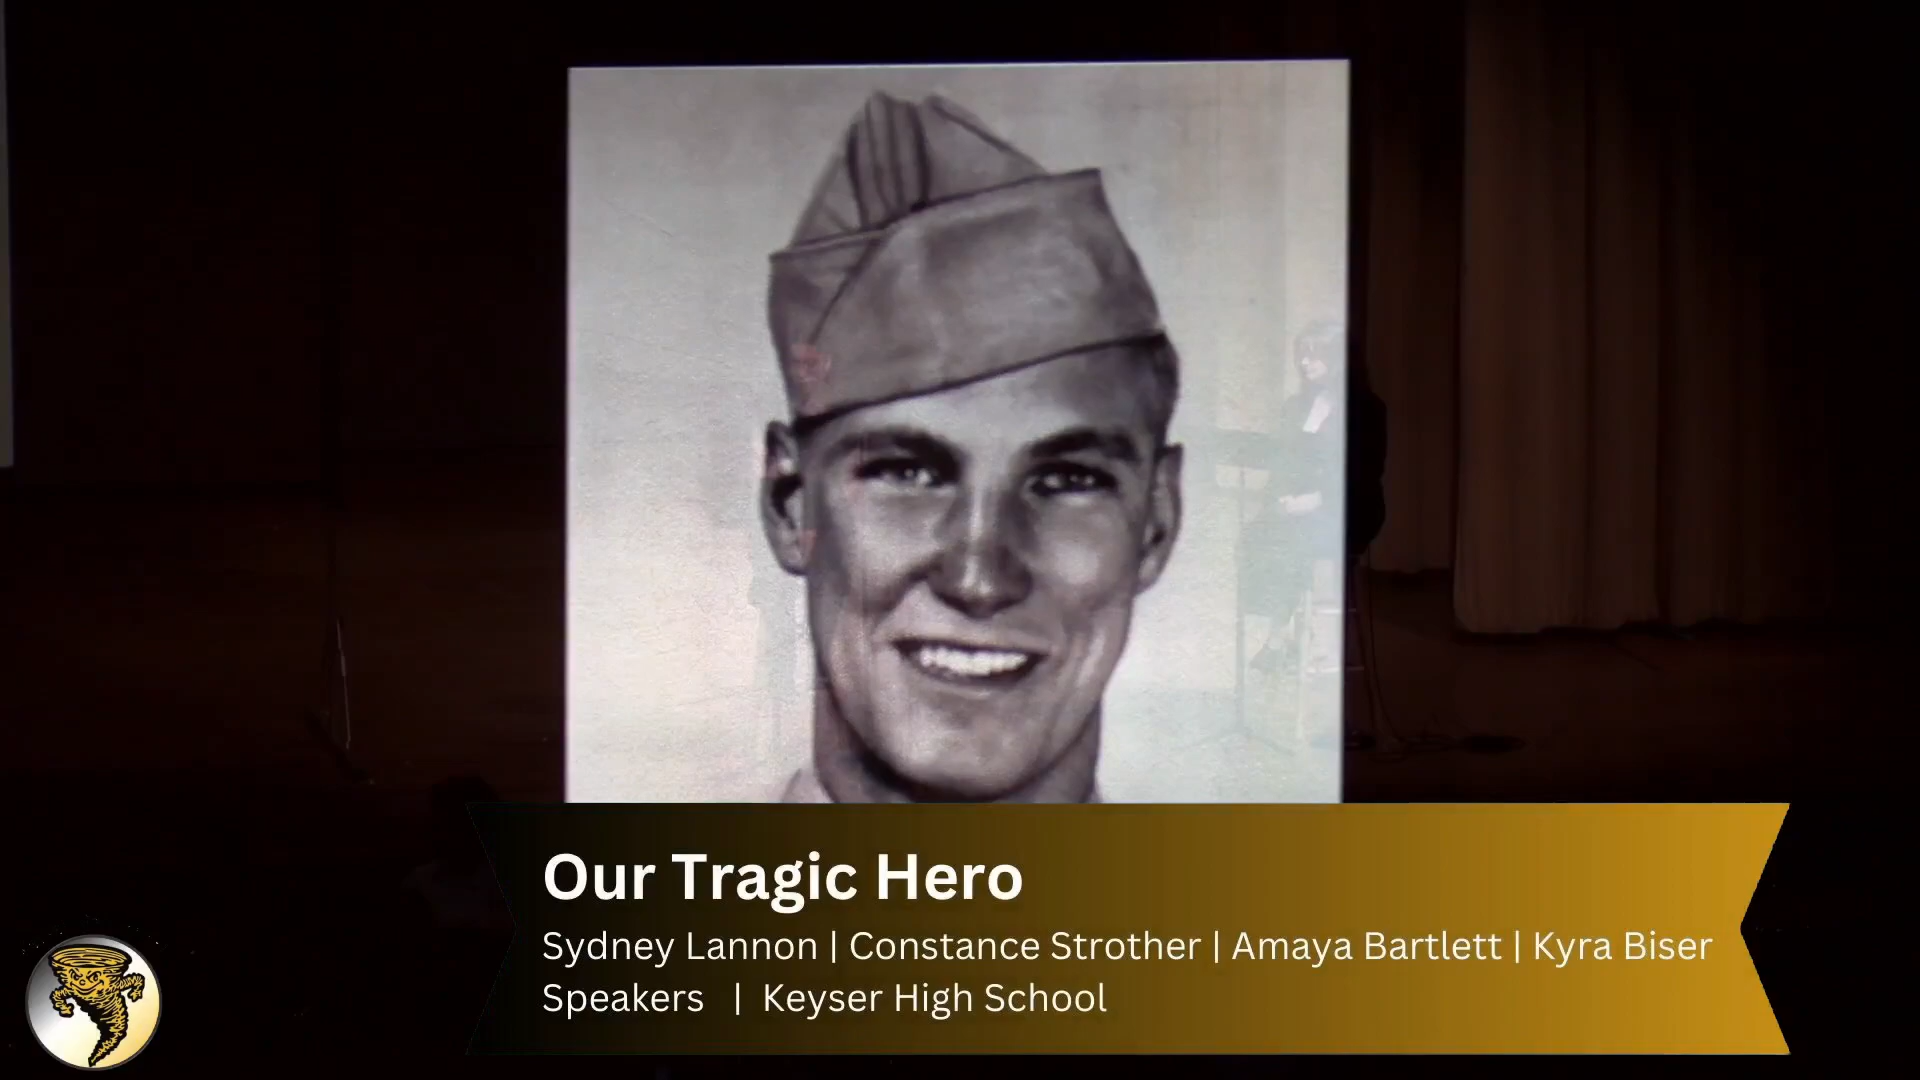 Our Tragic Hero
Sydney Lannon | Constance Strother | Amaya Bartlett | Kyra Biser
Speakers | Keyser High School